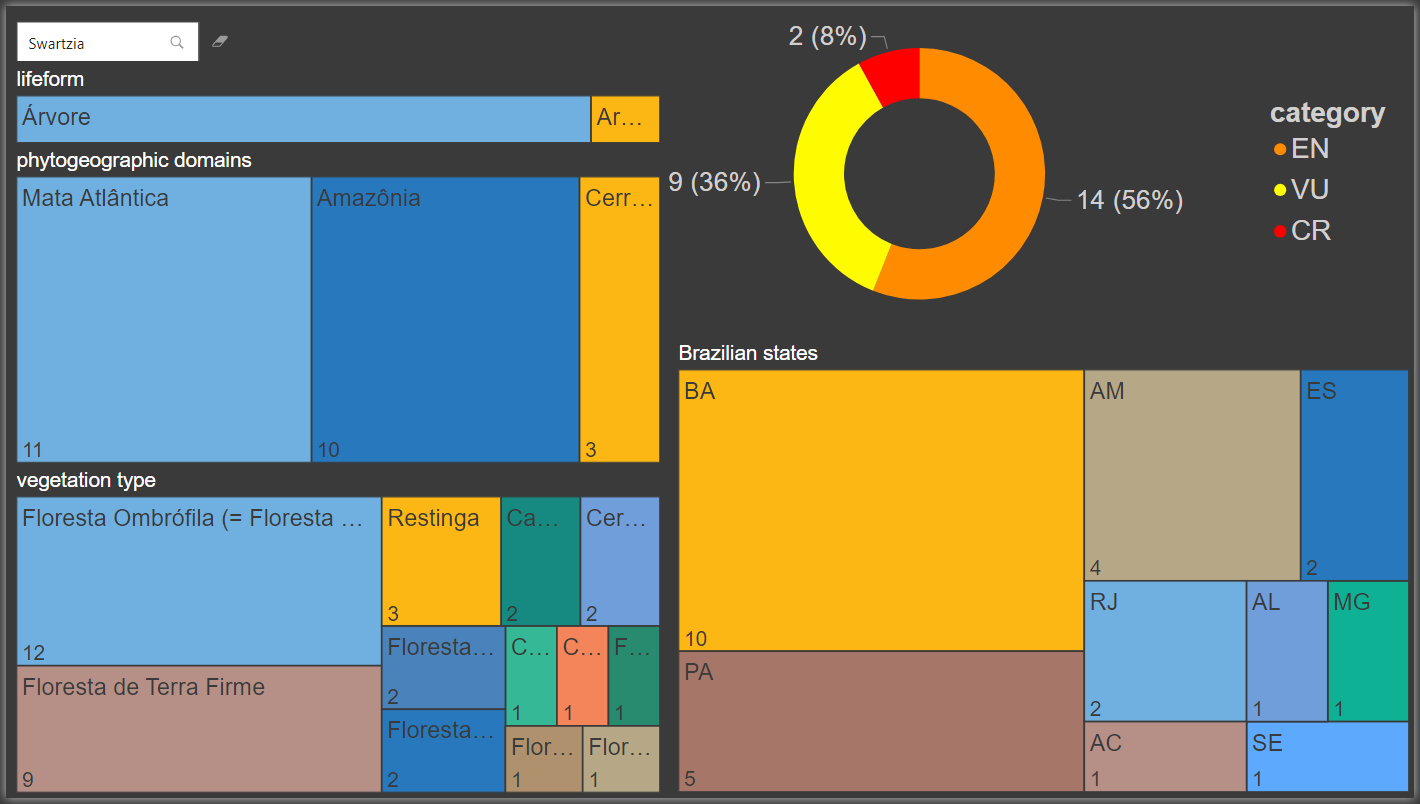 Swartzia
lifeform
Árvore
Ar…
phytogeographic domains
Mata Atlântica
11
Amazônia
10
Cerr…
3
vegetation type
Floresta Ombrófila (= Floresta …
12
Floresta de Terra Firme
9
Restinga
3
Ca…
2
Cer…
2
Floresta…
2
Floresta…
2
C…
1
C…
1
F…
1
Flor…
1
Flor…
1
2 (8%)
9 (36%)
14 (56%)
category
EN
VU
CR
Brazilian states
BA
10
PA
5
AM
4
ES
2
RJ
2
AL
1
MG
1
AC
1
SE
1